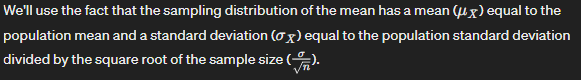 We'll use the fact that the sampling distribution of the mean has a mean (μx̄) equal to the
population mean and a standard deviation (σx̄) equal to the population standard deviation
divided by the square root of the sample size (σ/√n).